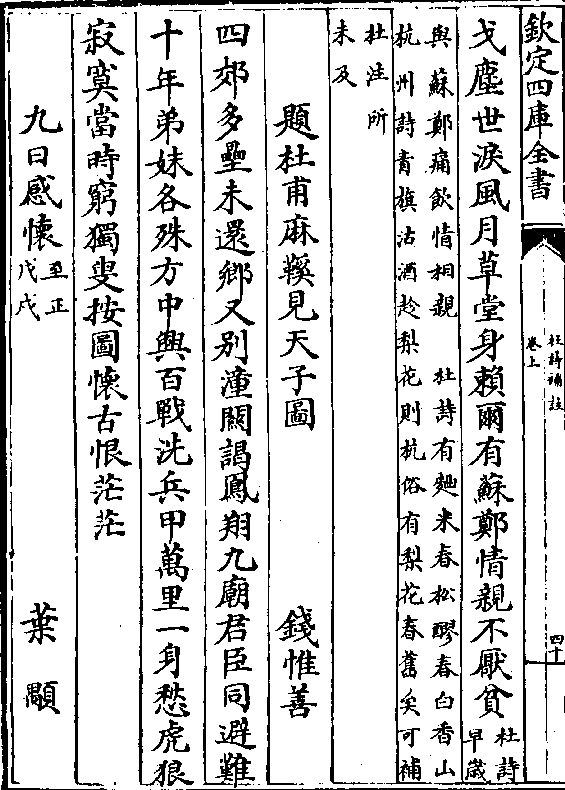 欽定四庫全書
杜詩補註
卷上
四十
戈塵世淚風月草堂身賴爾有蘇鄭情親不厭貧
杜詩
早歲
與蘇鄭痛飲情相親　杜詩有麯米春松醪春白香山
杭州詩青旗沽酒趁梨花則杭俗有梨花春舊矣可補
杜注所
未及
題杜甫麻鞵見天子圖　錢惟善
四郊多壘未還鄉又別潼關謁鳳翔九廟君臣同避難
十年弟妹各殊方中興百戰洗兵甲萬里一身愁虎狼
寂寞當時窮獨叟按圖懷古恨茫茫
九日感懷
至正
戊戌
葉顒